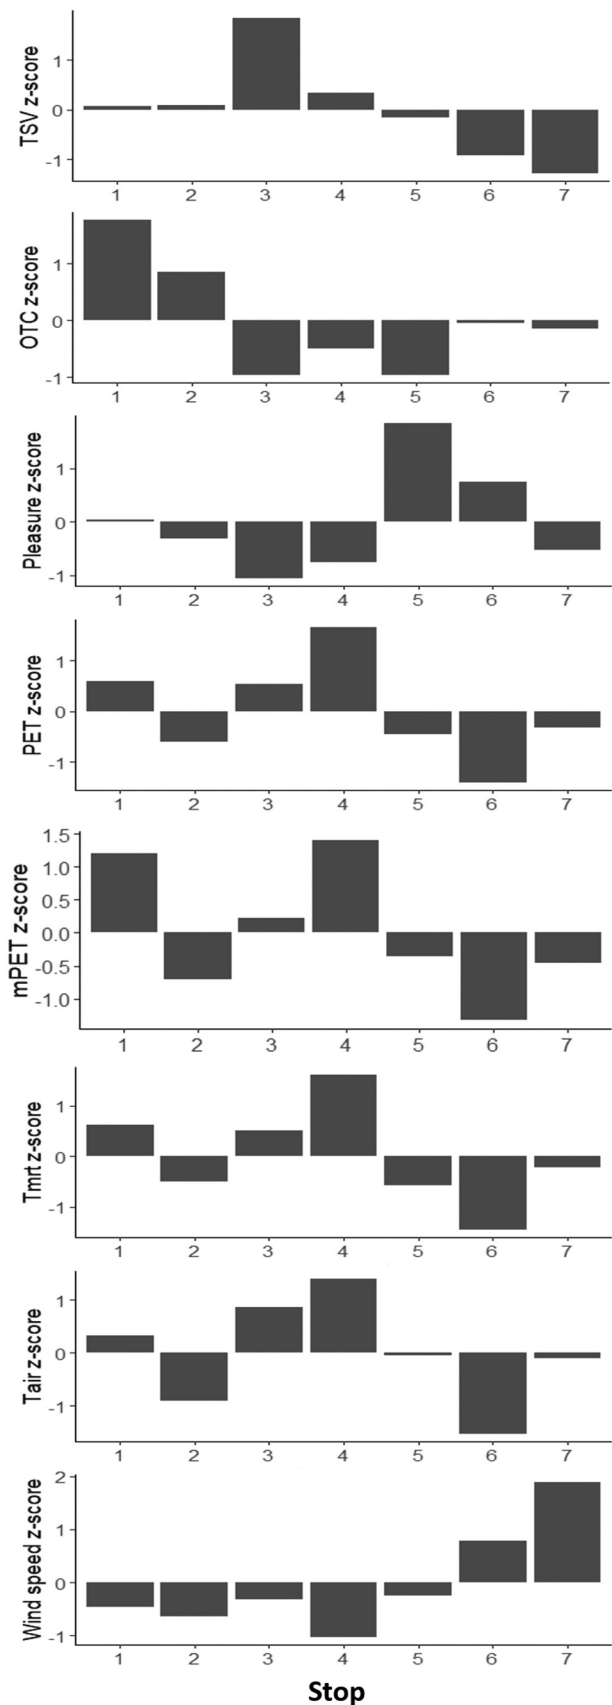 TSV z-score
1
0
-1
1 2 3 4 5 6 7
OTC z-score
1
0
-1
1 2 3 4 5 6 7
Pleasure z-score
1
0
-1
1 2 3 4 5 6 7
PET z-score
1
0
-1
1 2 3 4 5 6 7
mPET z-score
1.5
1.0
0.5
0.0
-0.5
-1.0
1 2 3 4 5 6 7
Tmrt z-score
1
0
-1
1 2 3 4 5 6 7
Tair z-score
1
0
-1
1 2 3 4 5 6 7
Wind speed z-score
2
1
0
-1
1 2 3 4 5 6 7
Stop